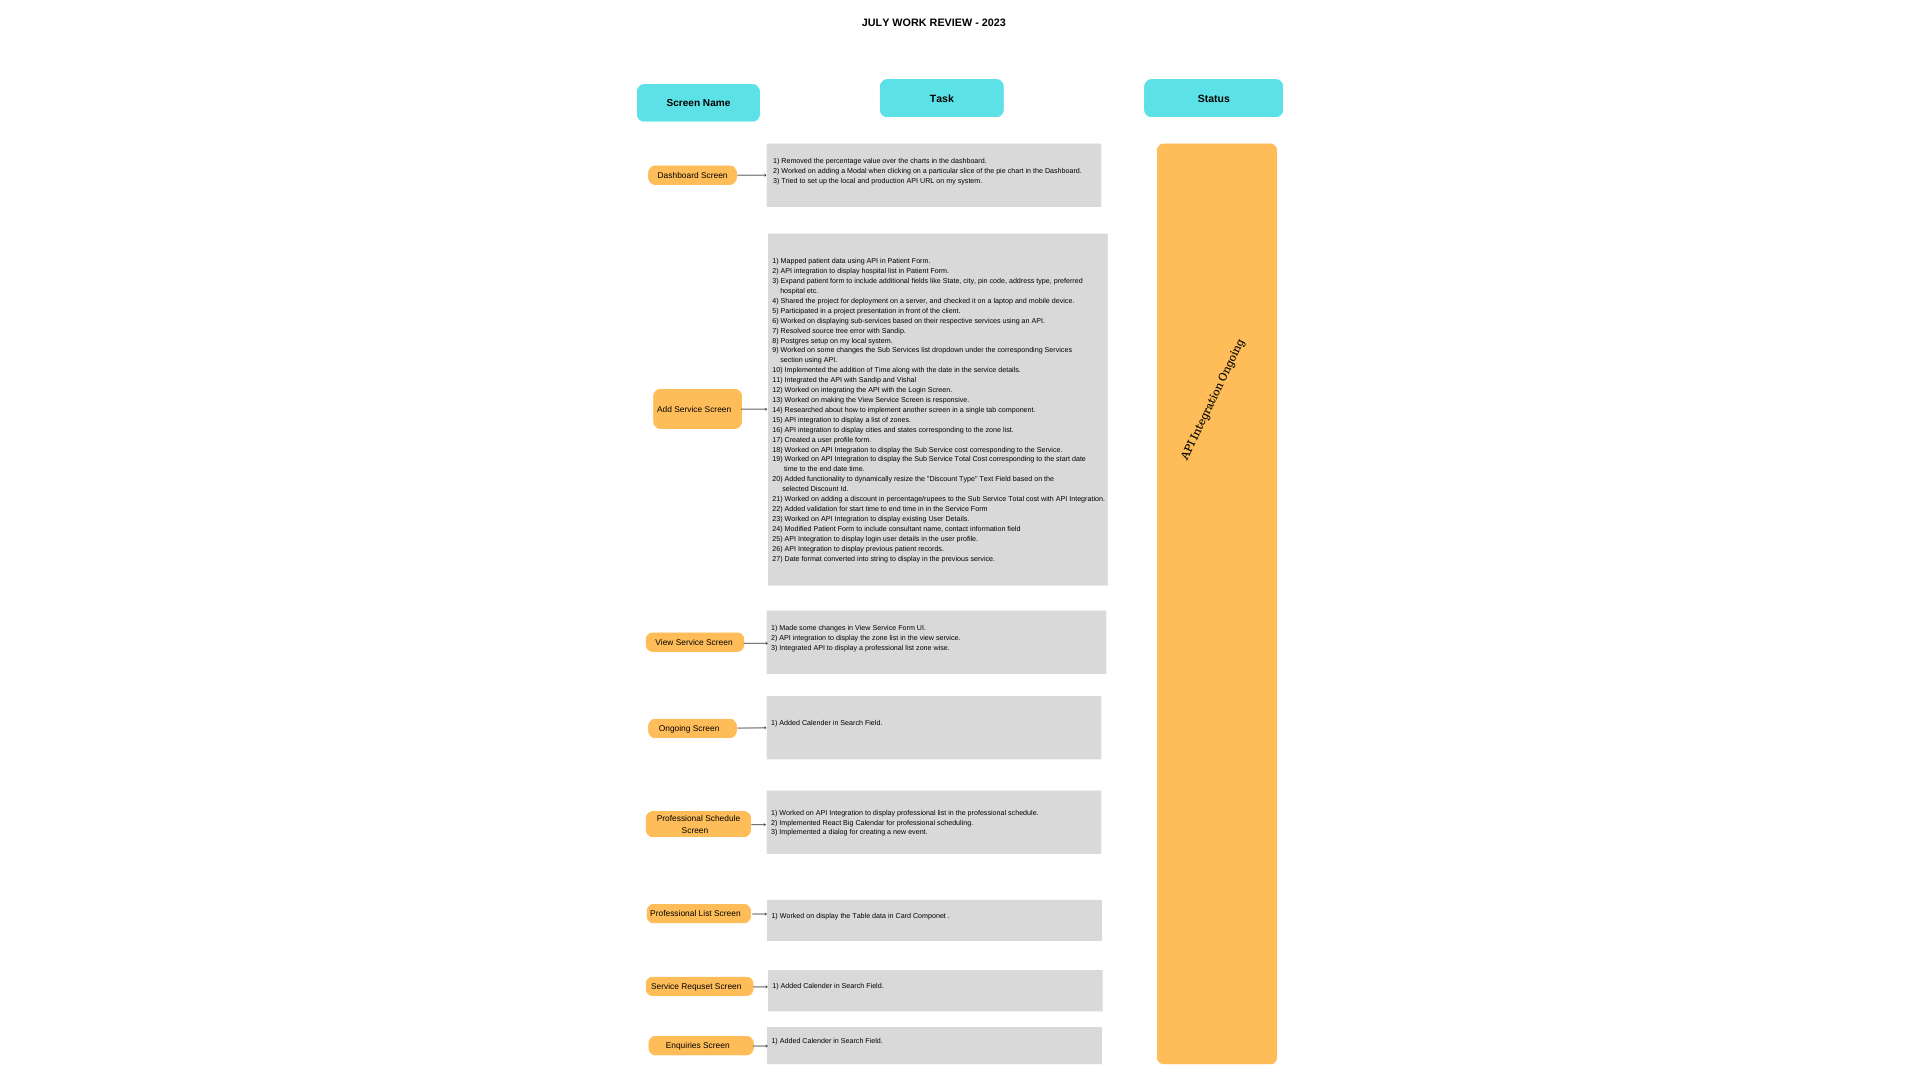 JULY WORK REVIEW - 2023
Screen Name
Task
Status
Dashboard Screen
1) Removed the percentage value over the charts in the dashboard.
2) Worked on adding a Modal when clicking on a particular slice of the pie chart in the Dashboard.
3) Tried to set up the local and production API URL on my system.
Add Service Screen
1) Mapped patient data using API in Patient Form.
2) API integration to display hospital list in Patient Form.
3) Expand patient form to include additional fields like State, city, pin code, address type, preferred
hospital etc.
4) Shared the project for deployment on a server, and checked it on a laptop and mobile device.
5) Participated in a project presentation in front of the client.
6) Worked on displaying sub-services based on their respective services using an API.
7) Resolved source tree error with Sandip.
8) Postgres setup on my local system.
9) Worked on some changes the Sub Services list dropdown under the corresponding Services
section using API.
10) Implemented the addition of Time along with the date in the service details.
11) Integrated the API with Sandip and Vishal
12) Worked on integrating the API with the Login Screen.
13) Worked on making the View Service Screen is responsive.
14) Researched about how to implement another screen in a single tab component.
15) API integration to display a list of zones.
16) API integration to display cities and states corresponding to the zone list.
17) Created a user profile form.
18) Worked on API Integration to display the Sub Service cost corresponding to the Service.
19) Worked on API Integration to display the Sub Service Total Cost corresponding to the start date
time to the end date time.
20) Added functionality to dynamically resize the "Discount Type" Text Field based on the
selected Discount Id.
21) Worked on adding a discount in percentage/rupees to the Sub Service Total cost with API Integration.
22) Added validation for start time to end time in in the Service Form
23) Worked on API Integration to display existing User Details.
24) Modified Patient Form to include consultant name, contact information field
25) API Integration to display login user details in the user profile.
26) API Integration to display previous patient records.
27) Date format converted into string to display in the previous service.
View Service Screen
1) Made some changes in View Service Form UI.
2) API integration to display the zone list in the view service.
3) Integrated API to display a professional list zone wise.
Ongoing Screen
1) Added Calender in Search Field.
Professional Schedule
Screen
1) Worked on API Integration to display professional list in the professional schedule.
2) Implemented React Big Calendar for professional scheduling.
3) Implemented a dialog for creating a new event.
Professional List Screen
1) Worked on display the Table data in Card Componet .
Service Requset Screen
1) Added Calender in Search Field.
Enquiries Screen
1) Added Calender in Search Field.
API Integration Ongoing